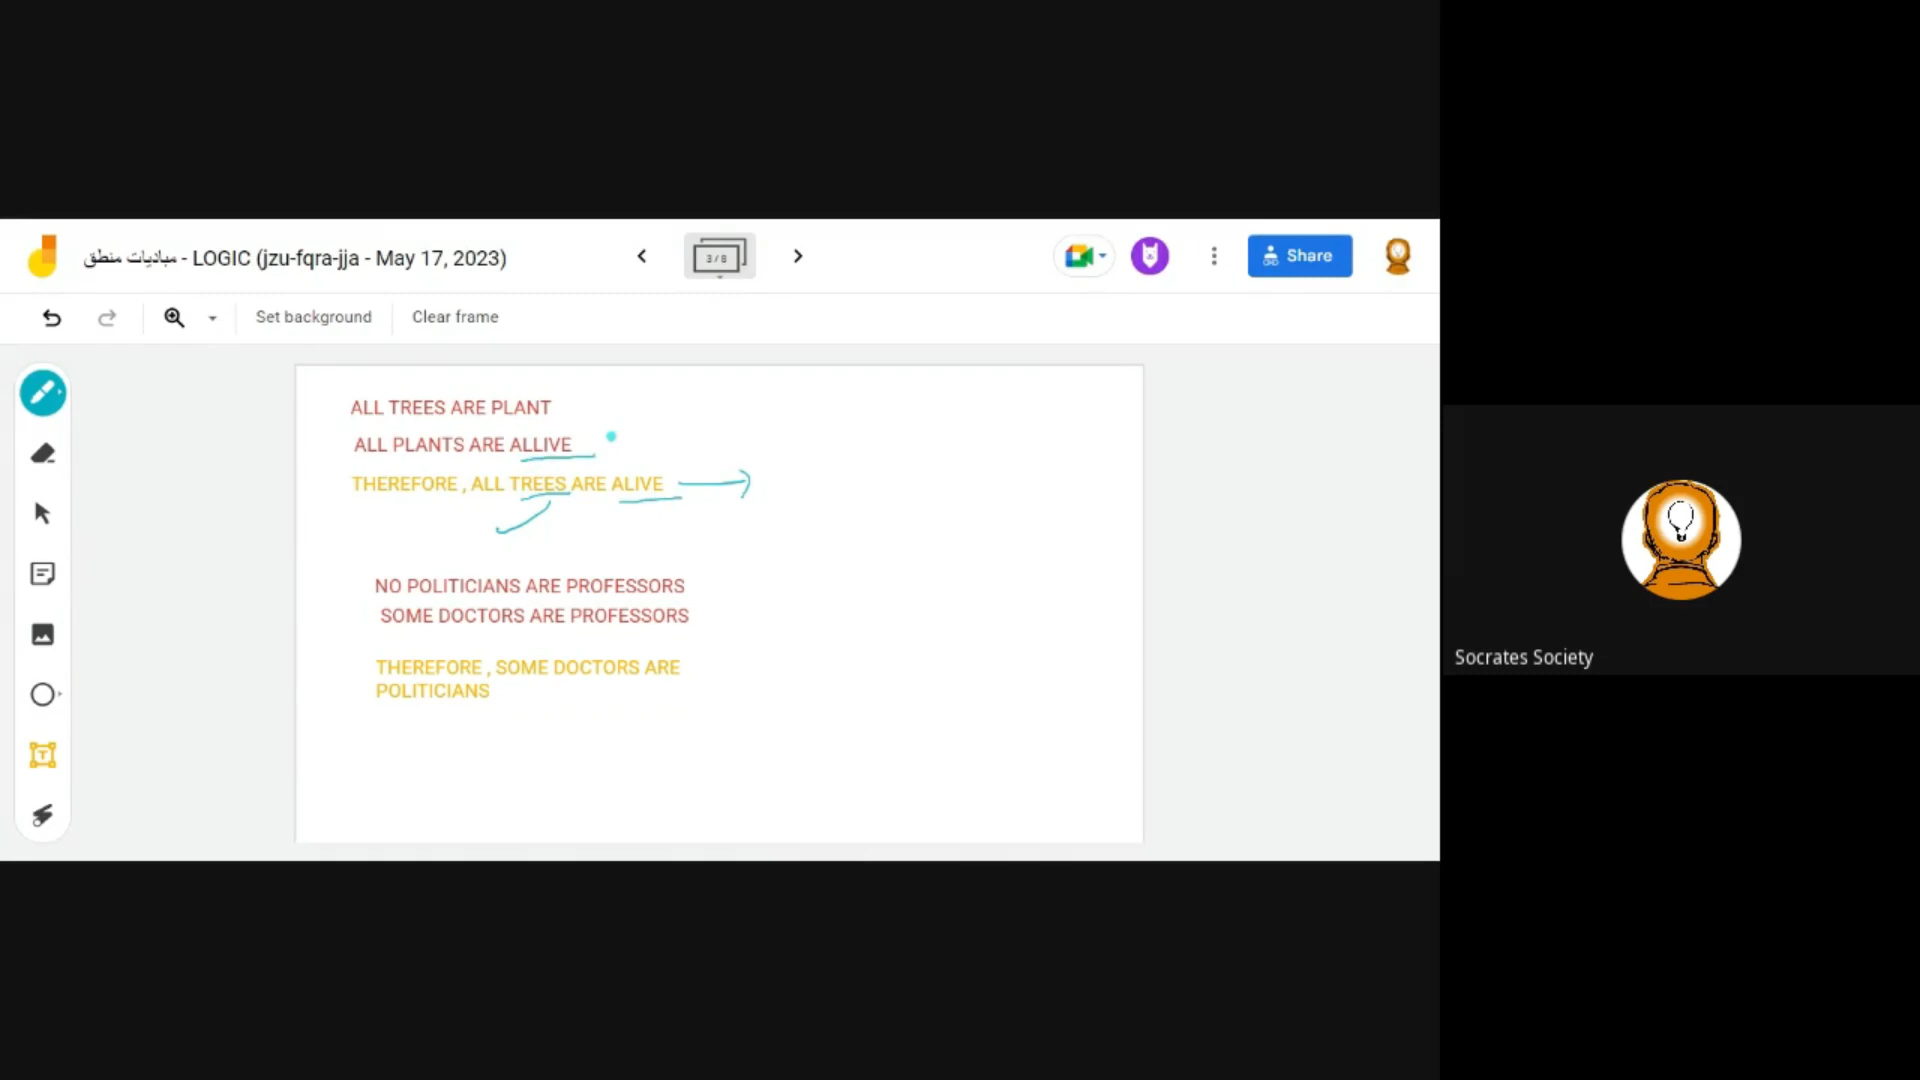 مبادیات منطق - LOGIC (jzu-fqra-jja - May 17, 2023)
3 / 8
Share
Set background
Clear frame
ALL TREES ARE PLANT
ALL PLANTS ARE ALLIVE
THEREFORE , ALL TREES ARE ALIVE
NO POLITICIANS ARE PROFESSORS
SOME DOCTORS ARE PROFESSORS
THEREFORE , SOME DOCTORS ARE
POLITICIANS
Socrates Society